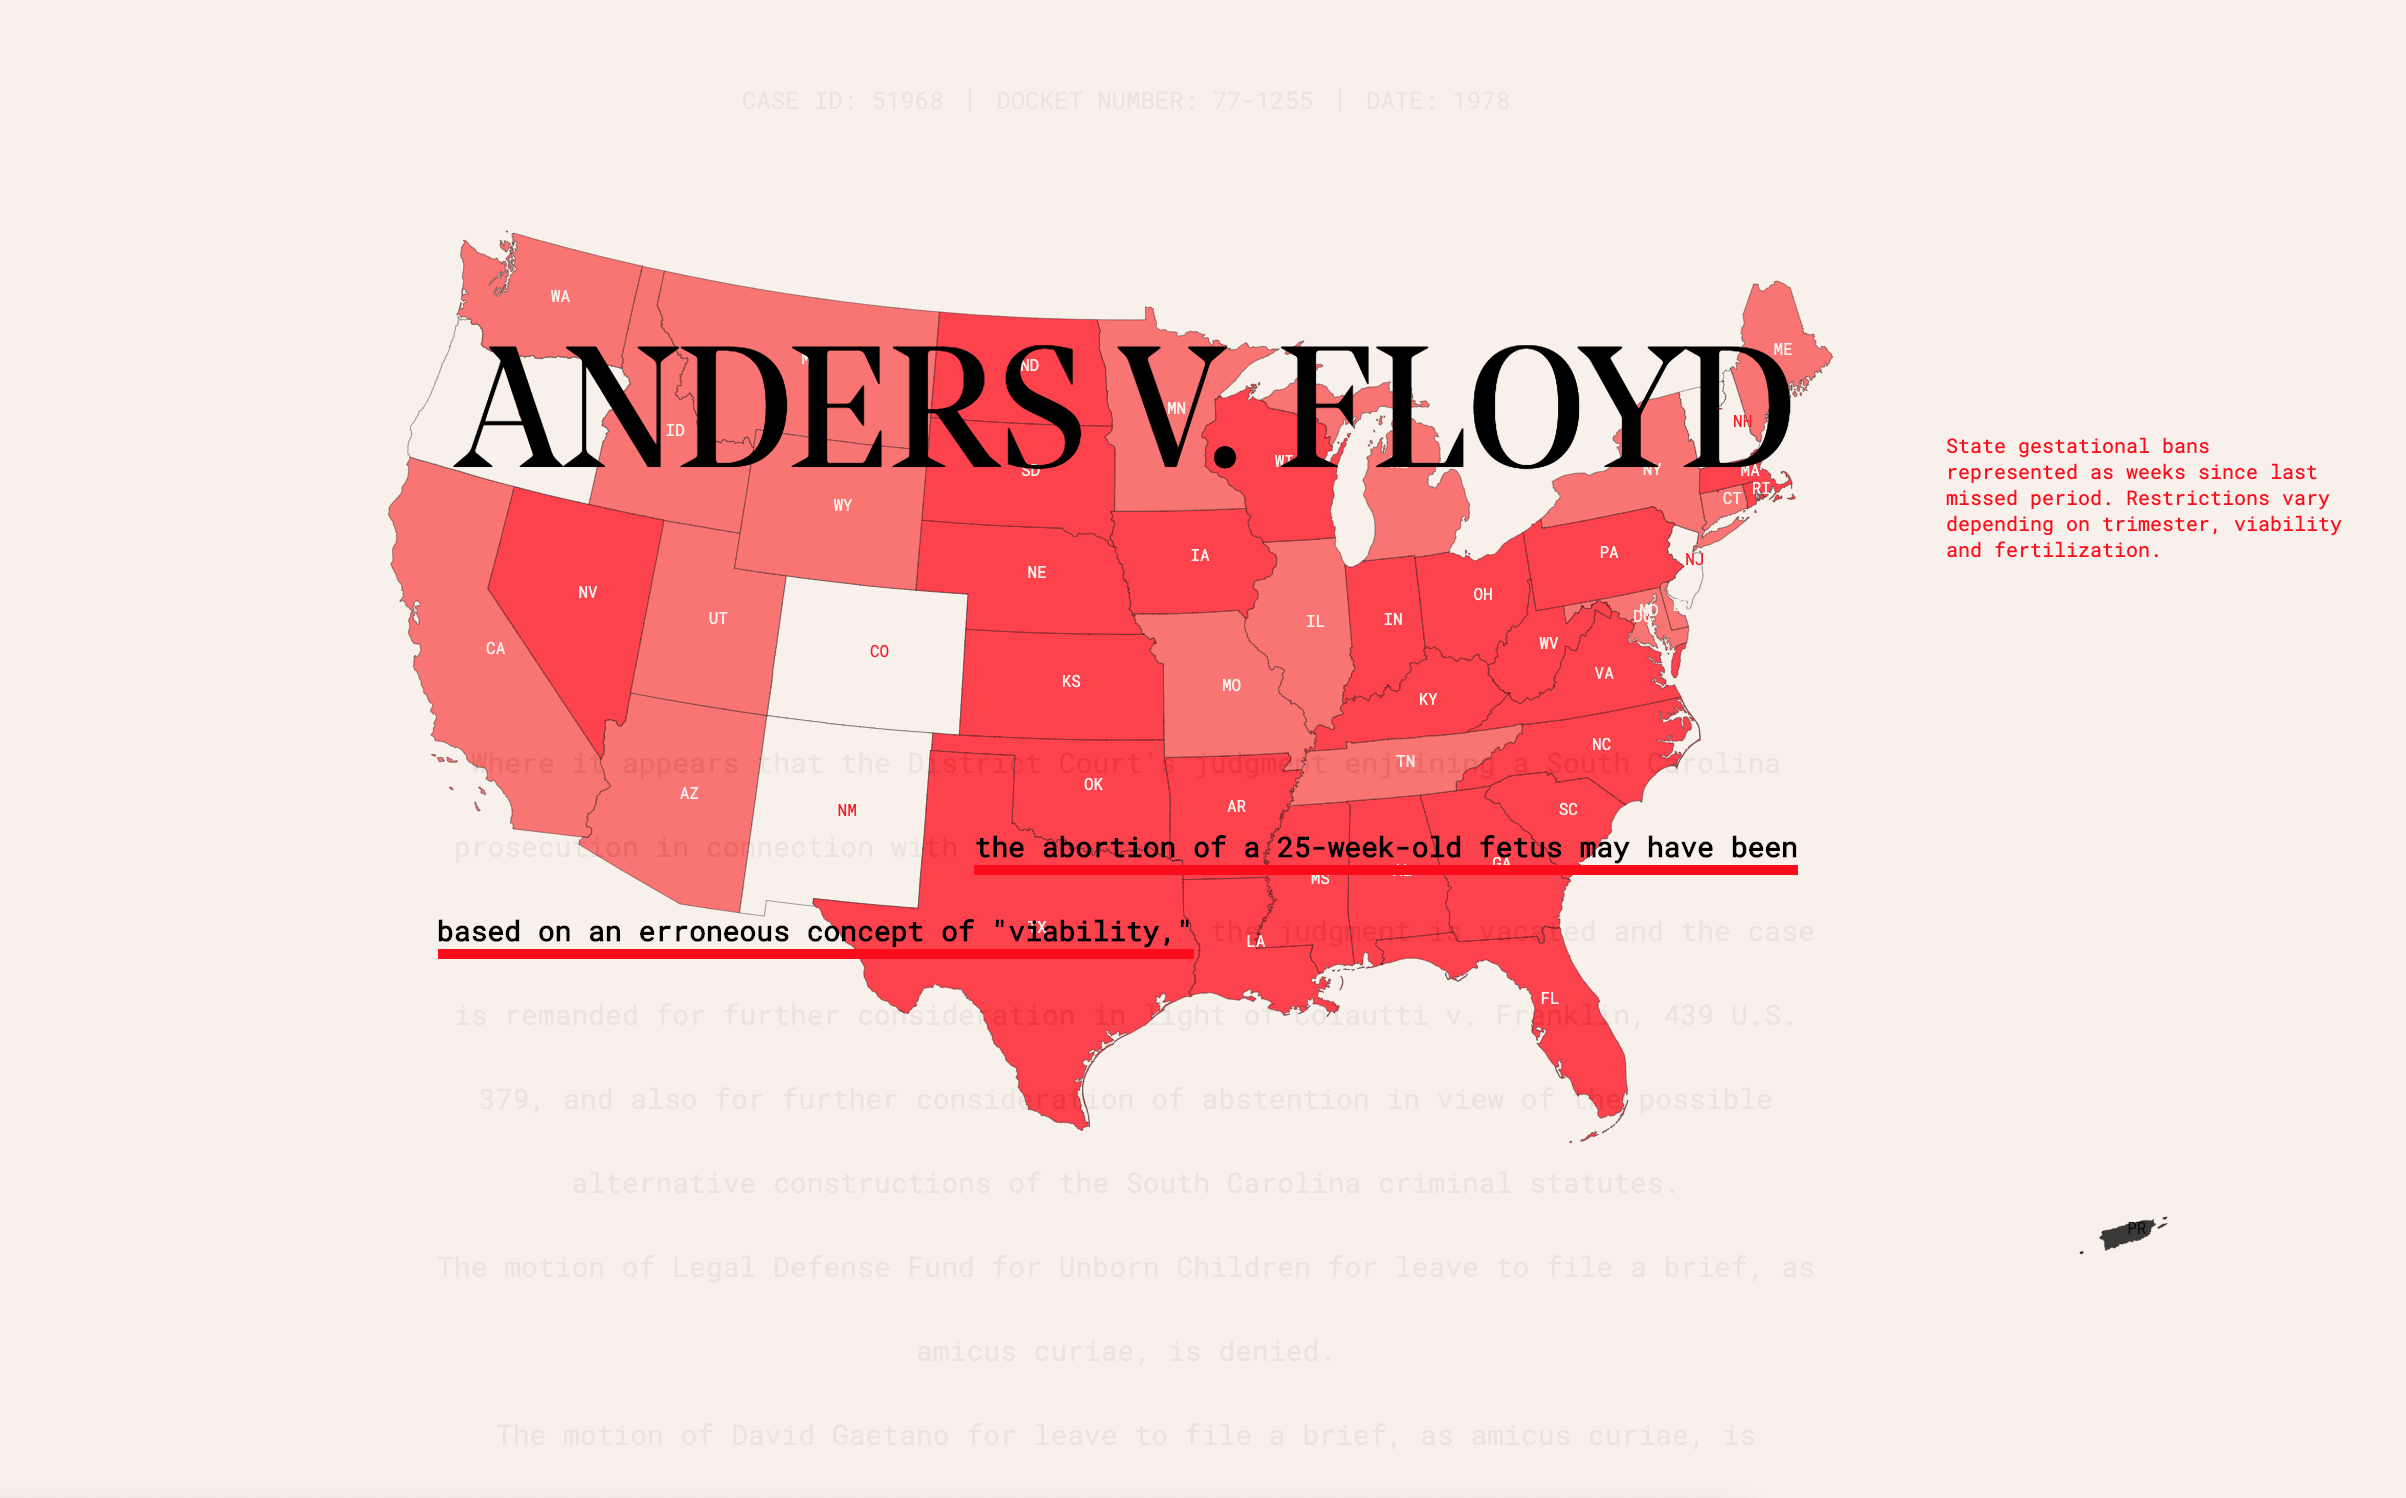 CASE ID: 51968 | DOCKET NUMBER: 77-1255 | DATE: 1978
WA
ANDERS V. FLOYD
ME
ND
MN
NH
ID
State gestational bans
represented as weeks since last
missed period. Restrictions vary
depending on trimester, viability
and fertilization.
WI
SD
NY
MA
RI
CT
WY
IA
PA
NJ
NE
NV
OH
MD
DC
UT
IL
IN
WV
CA
CO
VA
KS
MO
KY
NC
TN
Where it appears that the District Court's judgment enjoining a South Carolina
OK
AZ
AR
SC
NM
prosecution in connection with the abortion of a 25-week-old fetus may have been
GA
MS
TX
based on an erroneous concept of "viability," the judgment is vacated and the case
LA
FL
is remanded for further consideration in light of Colautti v. Franklin, 439 U.S.
379, and also for further consideration of abstention in view of the possible
alternative constructions of the South Carolina criminal statutes.
PR
The motion of Legal Defense Fund for Unborn Children for leave to file a brief, as
amicus curiae, is denied.
The motion of David Gaetano for leave to file a brief, as amicus curiae, is